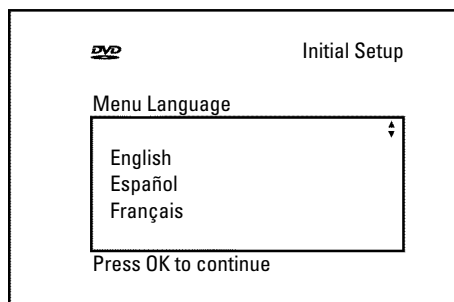 DVD
Initial Setup
Menu Language
English
Español
Français
Press OK to continue